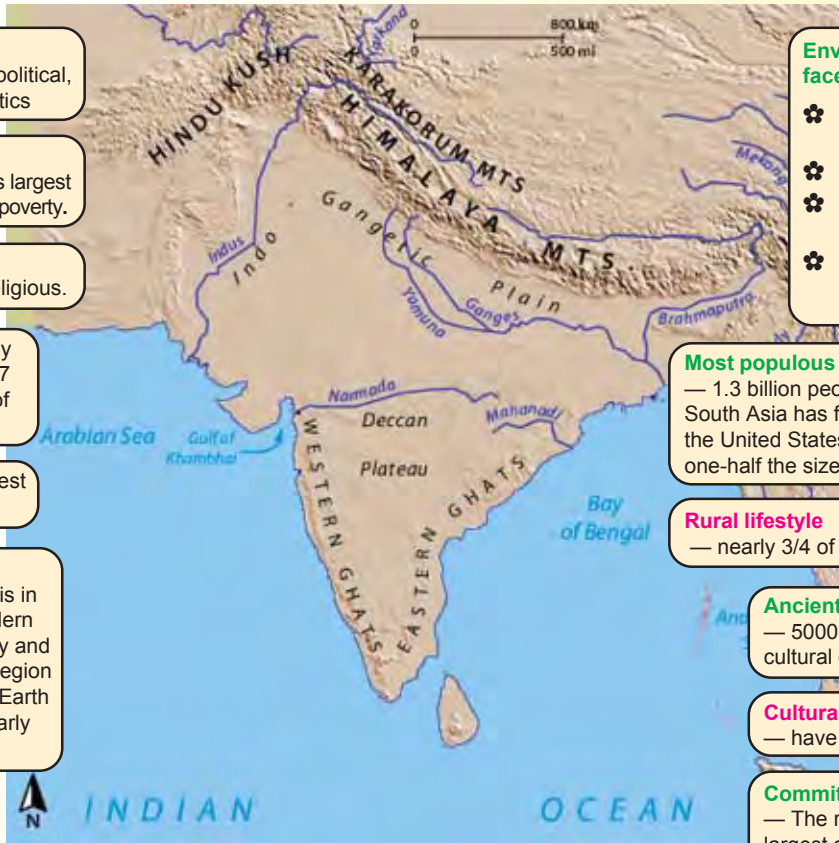 0 800 km
0 500 mi
HINDU KUSH
KARAKORUM MTS
HIMALAYA MTS
Mekong
Indus
Indo
Gangetic
Plain
Yamuna
Ganges
Brahmaputra
Narmada
Mahanadi
Deccan
Plateau
Arabian Sea
Gulf of
Khambhat
WESTERN GHATS
EASTERN GHATS
Bay
of Bengal
INDIAN OCEAN
N
political,
tics
s largest
poverty.
ligious.
y
7
of
est
is in
dern
y and
egion
Earth
arly
Env
face
Most populous
— 1.3 billion peo
South Asia has f
the United States
one-half the size
Rural lifestyle
— nearly 3/4 of
Ancient
— 5000
cultural
Cultura
— have
Commit
— The